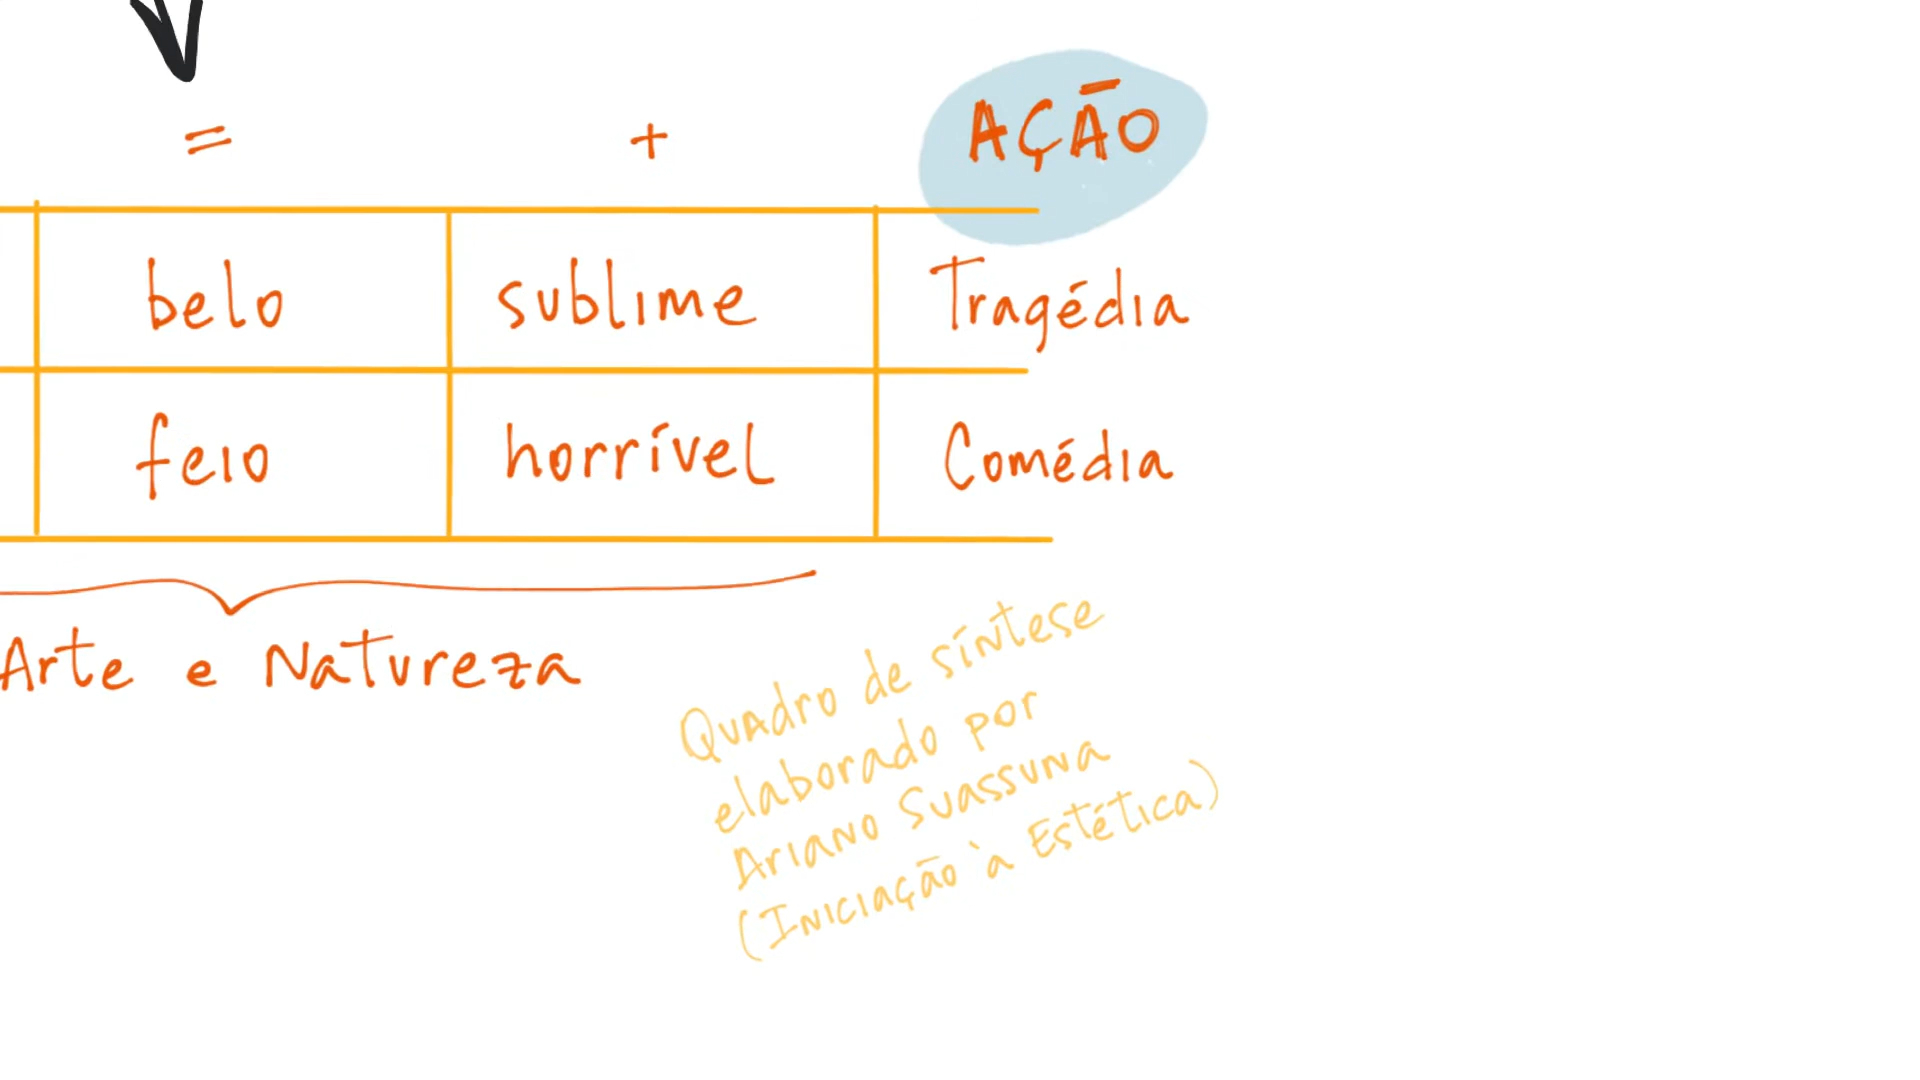 = + AÇÃO
belo sublime Tragédia
feio horrível Comédia
Arte e Natureza
Quadro de síntese
elaborado por
Ariano Suassuna
(Iniciação à Estética)